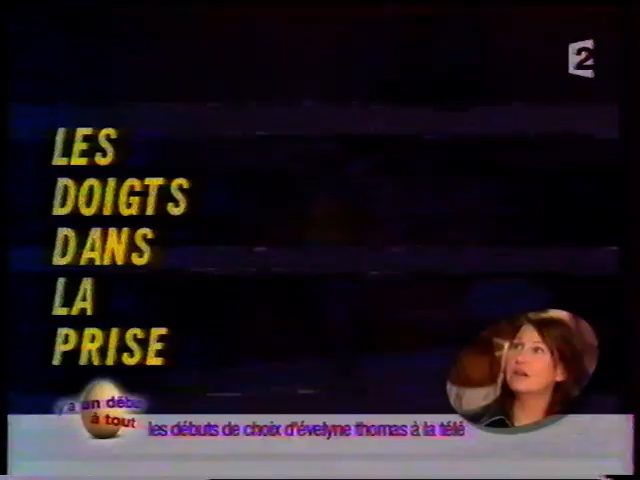 2
LES
DOIGTS
DANS
LA
PRISE
y a un début
à tout
les débuts de choix d'évelyne thomas à la télé